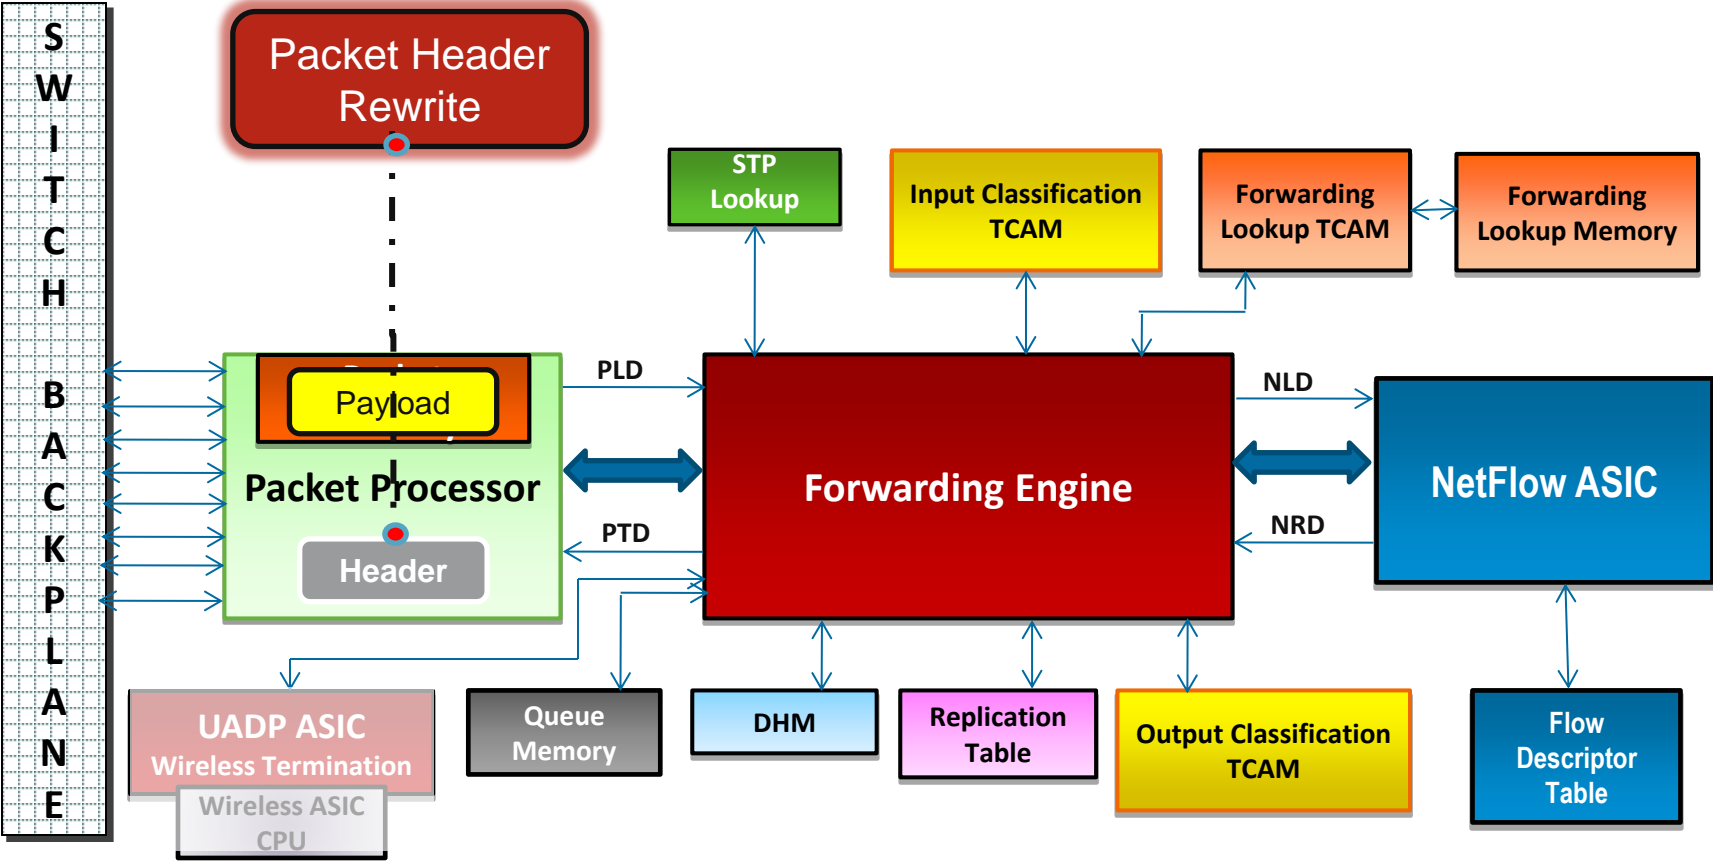 SWITCH BACKPLANE
Packet Header
Rewrite
STP
Lookup
Input Classification
TCAM
Forwarding
Lookup TCAM
Forwarding
Lookup Memory
PLD
NLD
Payload
Packet Processor
Forwarding Engine
NetFlow ASIC
PTD
NRD
Header
UADP ASIC
Wireless Termination
Wireless ASIC
CPU
Queue
Memory
DHM
Replication
Table
Output Classification
TCAM
Flow
Descriptor
Table